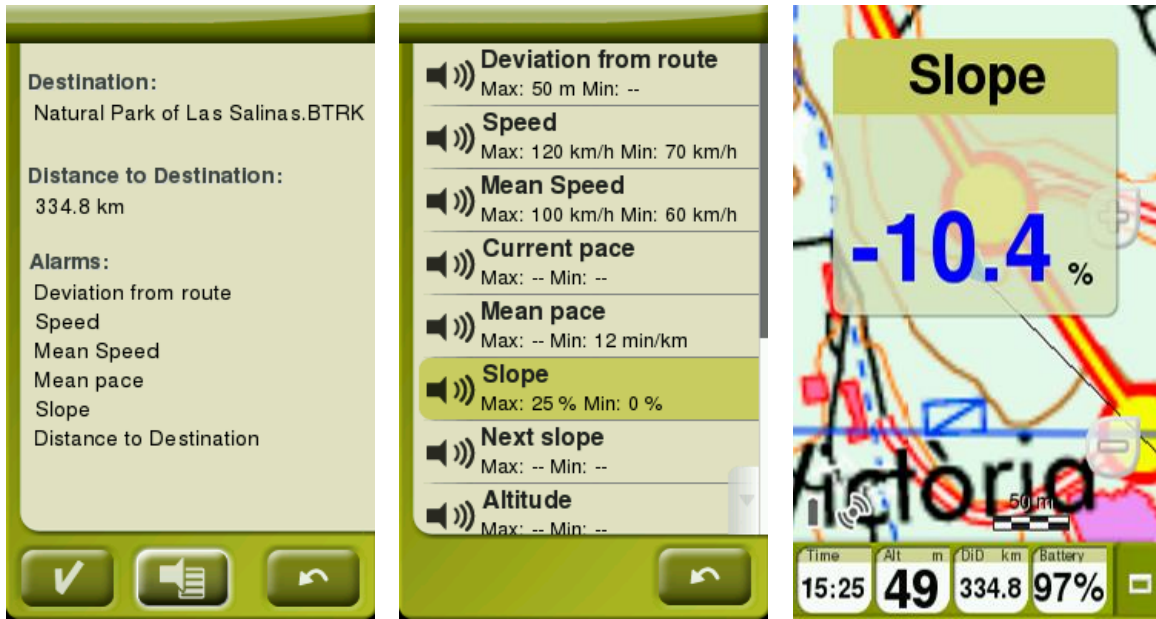 Destination:
Natural Park of Las Salinas.BTRK
Distance to Destination:
334.8 km
Alarms:
Deviation from route
Speed
Mean Speed
Mean pace
Slope
Distance to Destination
Deviation from route
Max: 50 m Min: --
Speed
Max: 120 km/h Min: 70 km/h
Mean Speed
Max: 100 km/h Min: 60 km/h
Current pace
Max: -- Min: --
Mean pace
Max: -- Min: 12 min/km
Slope
Max: 25 % Min: 0 %
Next slope
Max: -- Min: --
Altitude
Max: -- Min: --
Slope
-10.4 %
Victòria
50 m
Time Alt m DiD km Battery
15:25 49 334.8 97%